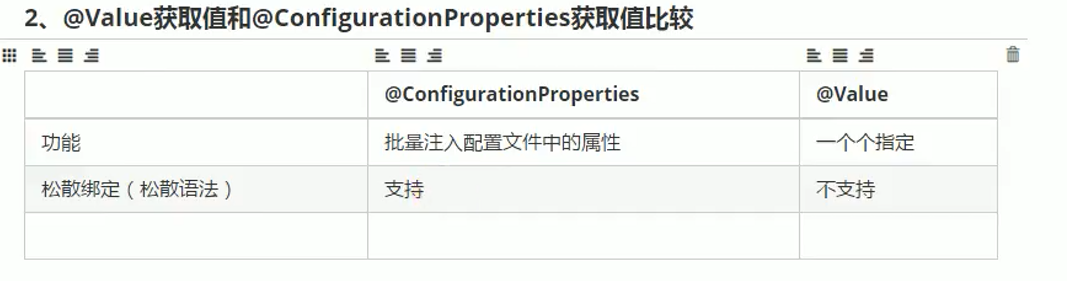 2、@Value获取值和@ConfigurationProperties获取值比较
@ConfigurationProperties @Value
功能 批量注入配置文件中的属性 一个个指定
松散绑定（松散语法） 支持 不支持